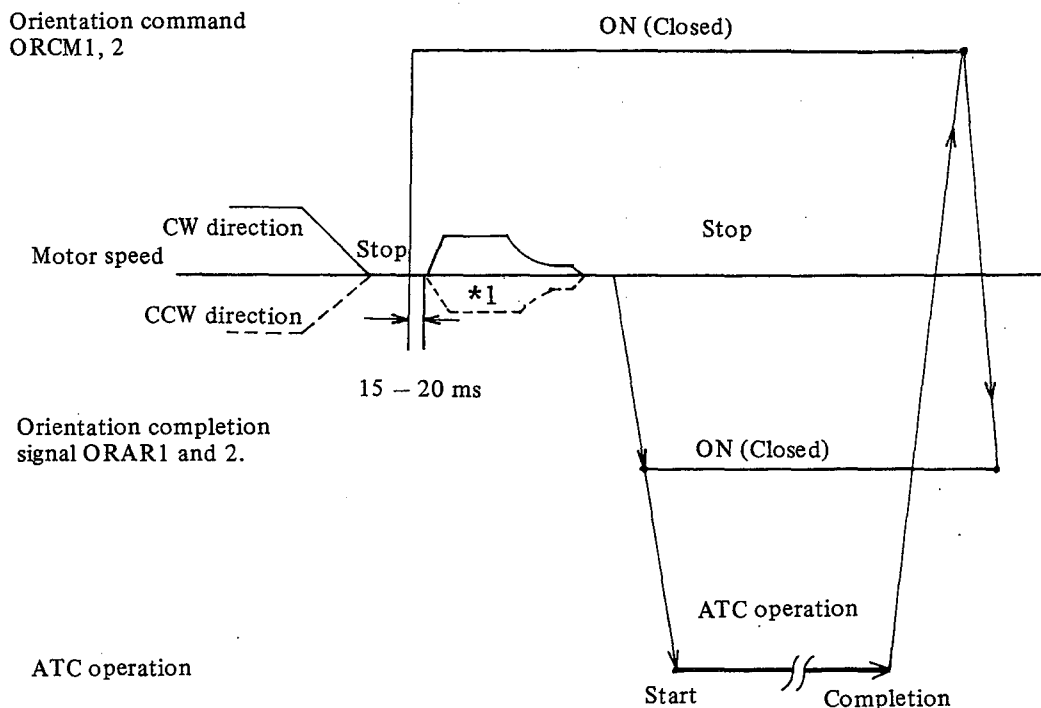 Orientation command
ORCM1, 2
ON (Closed)
CW direction
Stop
Stop
Motor speed
*1
CCW direction
15 – 20 ms
Orientation completion
signal ORAR1 and 2.
ON (Closed)
ATC operation
ATC operation
Start
Completion